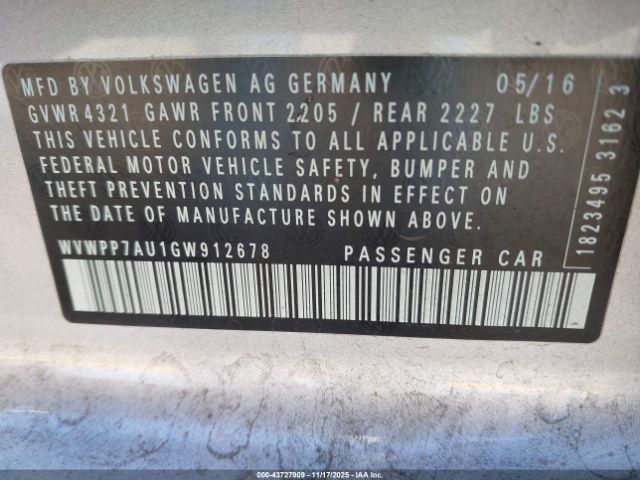 MFD BY VOLKSWAGEN AG GERMANY 05/16
GVWR 4321 GAWR FRONT 2205 / REAR 2227 LBS
THIS VEHICLE CONFORMS TO ALL APPLICABLE U.S.
FEDERAL MOTOR VEHICLE SAFETY, BUMPER AND
THEFT PREVENTION STANDARDS IN EFFECT ON
THE DATE OF MANUFACTURE SHOWN ABOVE.
WVWPP7AU1GW912678 PASSENGER CAR
1823495 3162 3
000-43727909 - 11/17/2025 - IAAI.COM